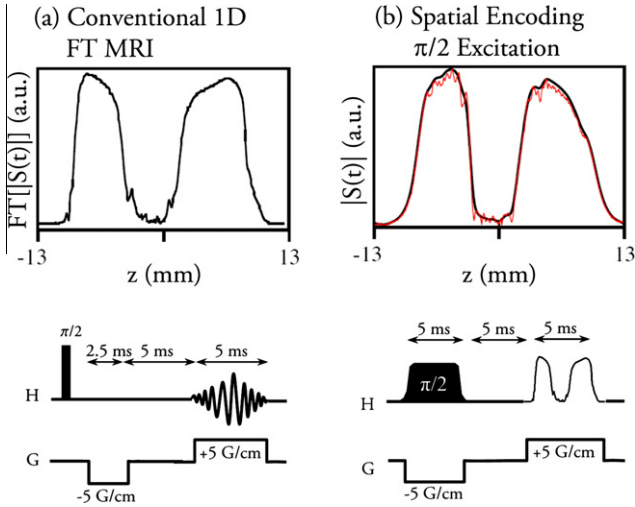 (a) Conventional 1D
FT MRI
(b) Spatial Encoding
π/2 Excitation
FT[|S(t)|] (a.u.)
-13
13
z (mm)
|S(t)| (a.u.)
-13
13
z (mm)
π/2
2.5 ms
5 ms
5 ms
H
G
-5 G/cm
+5 G/cm
5 ms
5 ms
5 ms
π/2
H
G
-5 G/cm
+5 G/cm